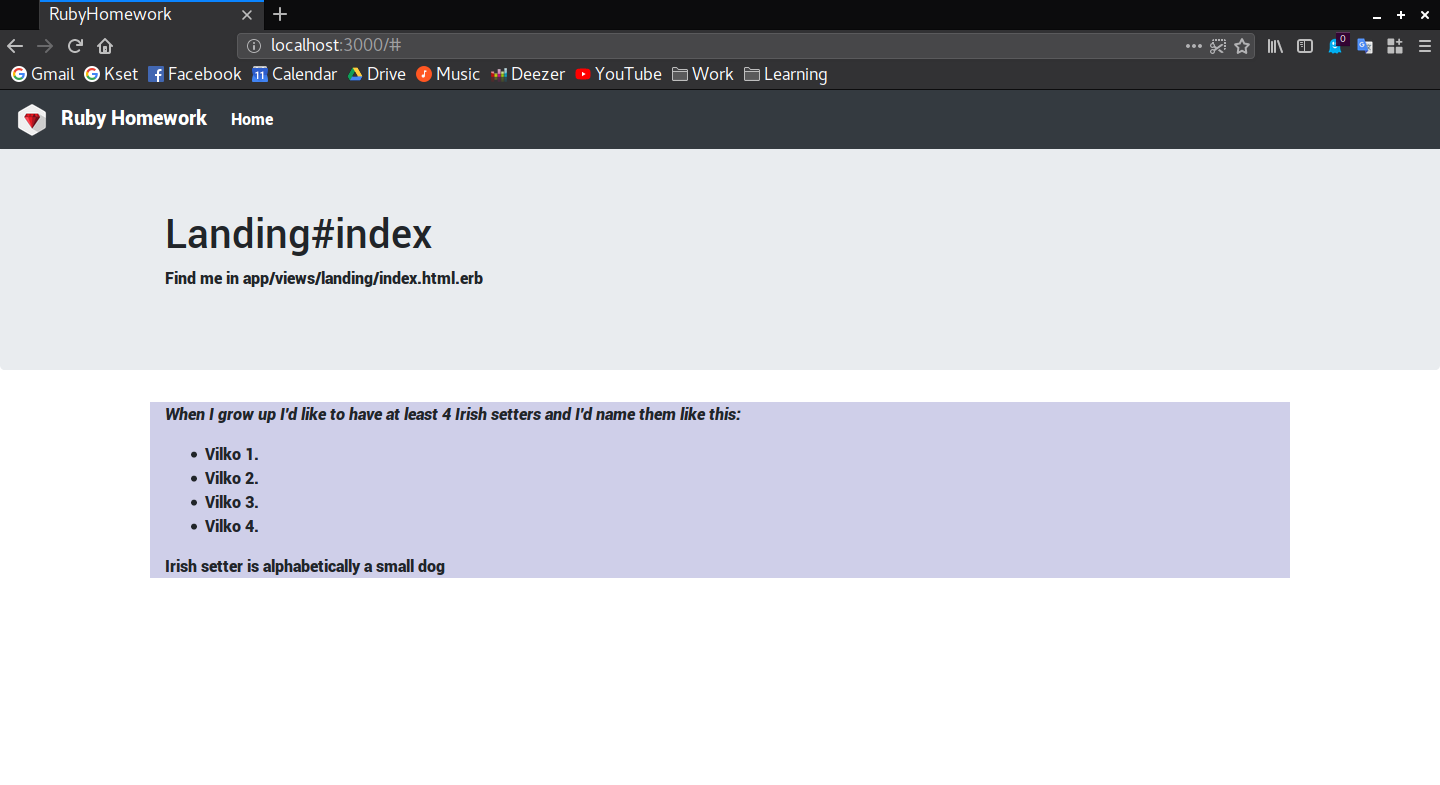 RubyHomework
localhost:3000/#
0
Gmail Kset Facebook 11 Calendar Drive Music Deezer YouTube Work Learning
Ruby Homework Home
Landing#index
Find me in app/views/landing/index.html.erb
When I grow up I'd like to have at least 4 Irish setters and I'd name them like this:
• Vilko 1.
• Vilko 2.
• Vilko 3.
• Vilko 4.
Irish setter is alphabetically a small dog